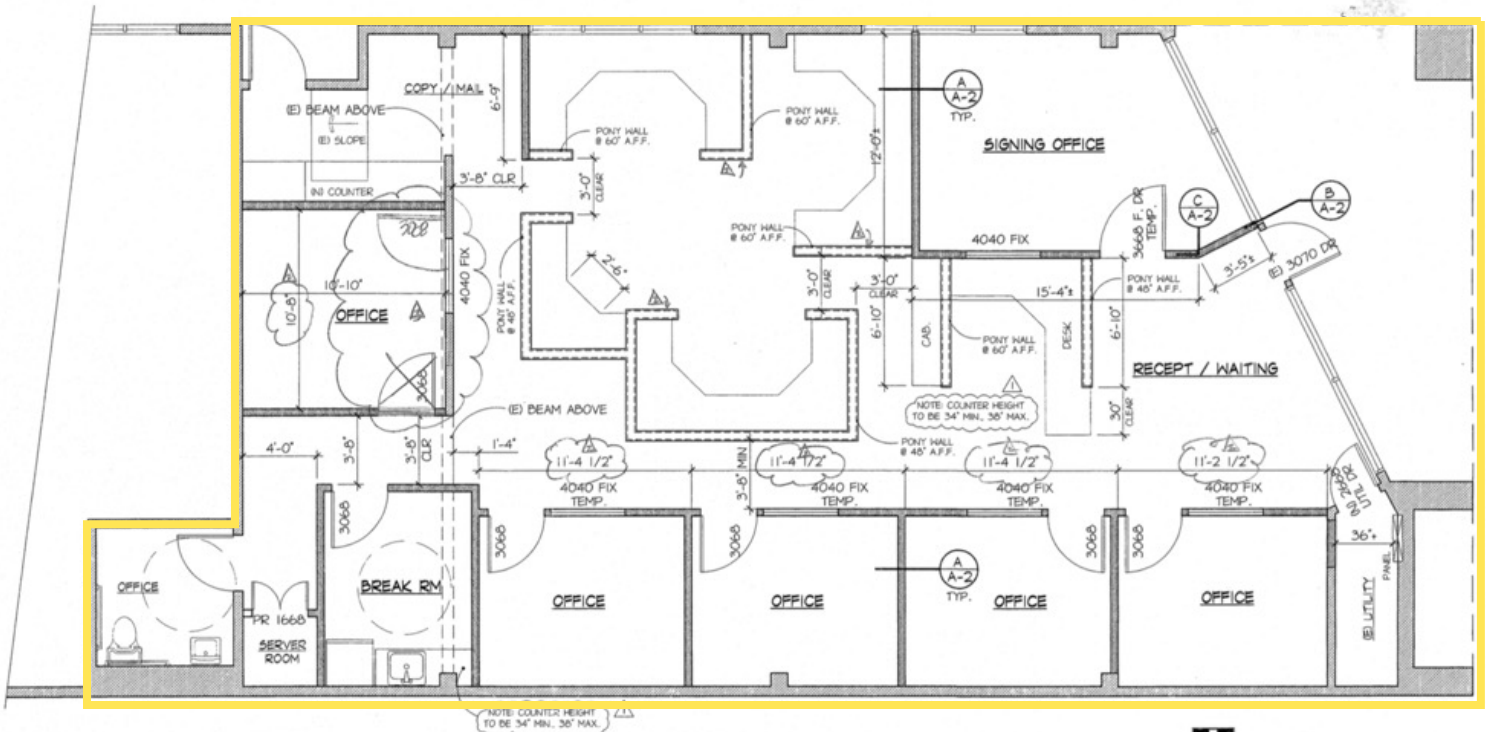 COPY / MAIL
(E) BEAM ABOVE
(E) SLOPE
(N) COUNTER
6'-9"
3'-8" CLR
3'-0"
CLEAR
PONY WALL
@ 60" A.F.F.
PONY WALL
@ 60" A.F.F.
12'-0"±
A
A-2
TYP.
SIGNING OFFICE
3668 F. DR
TEMP.
4040 FIX
C
A-2
B
A-2
(E) 3070 DR
3'-5"±
10'-10"
10'-8"
OFFICE
4040 FIX
3068
PONY WALL
@ 48" A.F.F.
2'-6"
PONY WALL
@ 60" A.F.F.
3'-0"
CLEAR
3'-0"
CLEAR
6'-10"
15'-4"±
CAB.
PONY WALL
@ 60" A.F.F.
DESK
PONY WALL
@ 48" A.F.F.
6'-10"
30"
CLEAR
RECEPT / WAITING
1
NOTE: COUNTER HEIGHT
TO BE 34" MIN., 38" MAX.
PONY WALL
@ 48" A.F.F.
(E) BEAM ABOVE
4'-0"
3'-8"
3'-8"
CLR
1'-4"
11'-4 1/2"
11'-4 1/2"
11'-4 1/2"
11'-2 1/2"
3'-8" MIN
4040 FIX
TEMP.
4040 FIX
TEMP.
4040 FIX
TEMP.
4040 FIX
TEMP.
(N) 2668
UTIL DR
36"+
PANEL
(E) UTILITY
3068
3068
3068
3068
3068
OFFICE
PR 1668
SERVER
ROOM
BREAK RM
OFFICE
OFFICE
A
A-2
TYP.
OFFICE
OFFICE
NOTE: COUNTER HEIGHT
TO BE 34" MIN., 38" MAX.
1